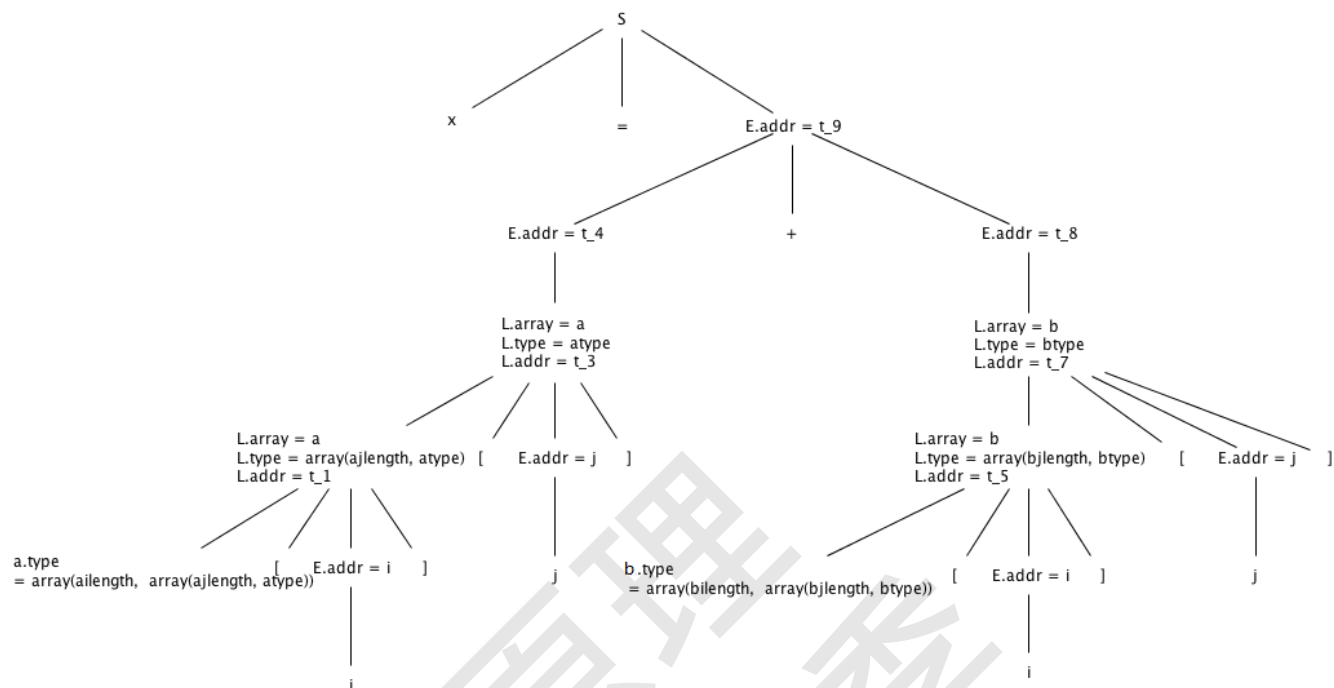 S
x
=
E.addr = t_9
E.addr = t_4
+
E.addr = t_8
L.array = a
L.type = atype
L.addr = t_3
L.array = b
L.type = btype
L.addr = t_7
L.array = a
L.type = array(ajlength, atype)
L.addr = t_1
[
E.addr = j
]
L.array = b
L.type = array(bjlength, btype)
L.addr = t_5
[
E.addr = j
]
a.type
= array(ailength, array(ajlength, atype))
[
E.addr = i
]
j
b.type
= array(bilength, array(bjlength, btype))
[
E.addr = i
]
j
i
i
原理